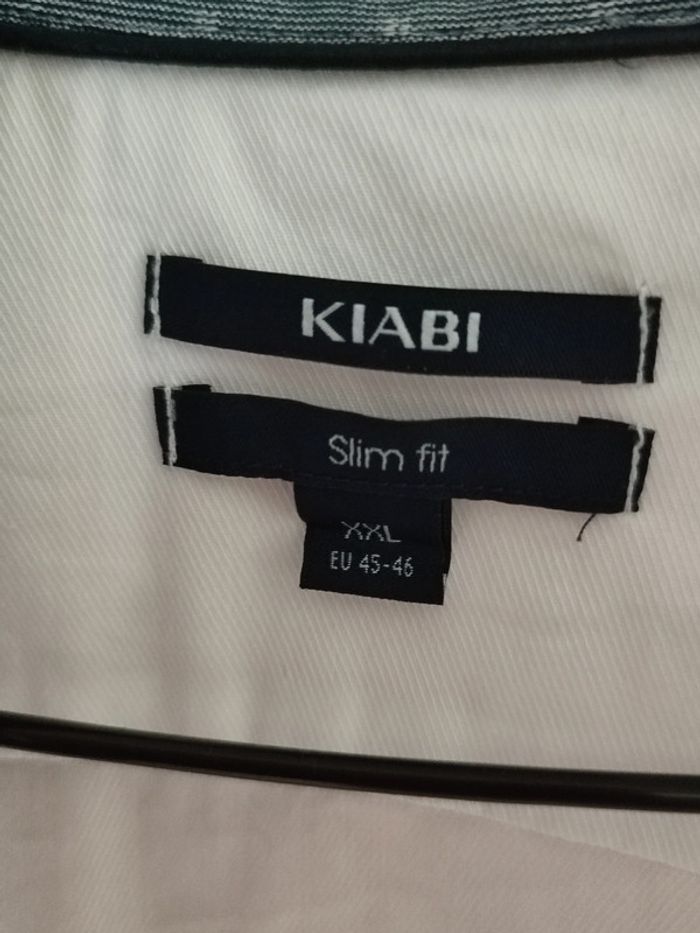 KIABI
Slim fit
XXL
EU 45-46